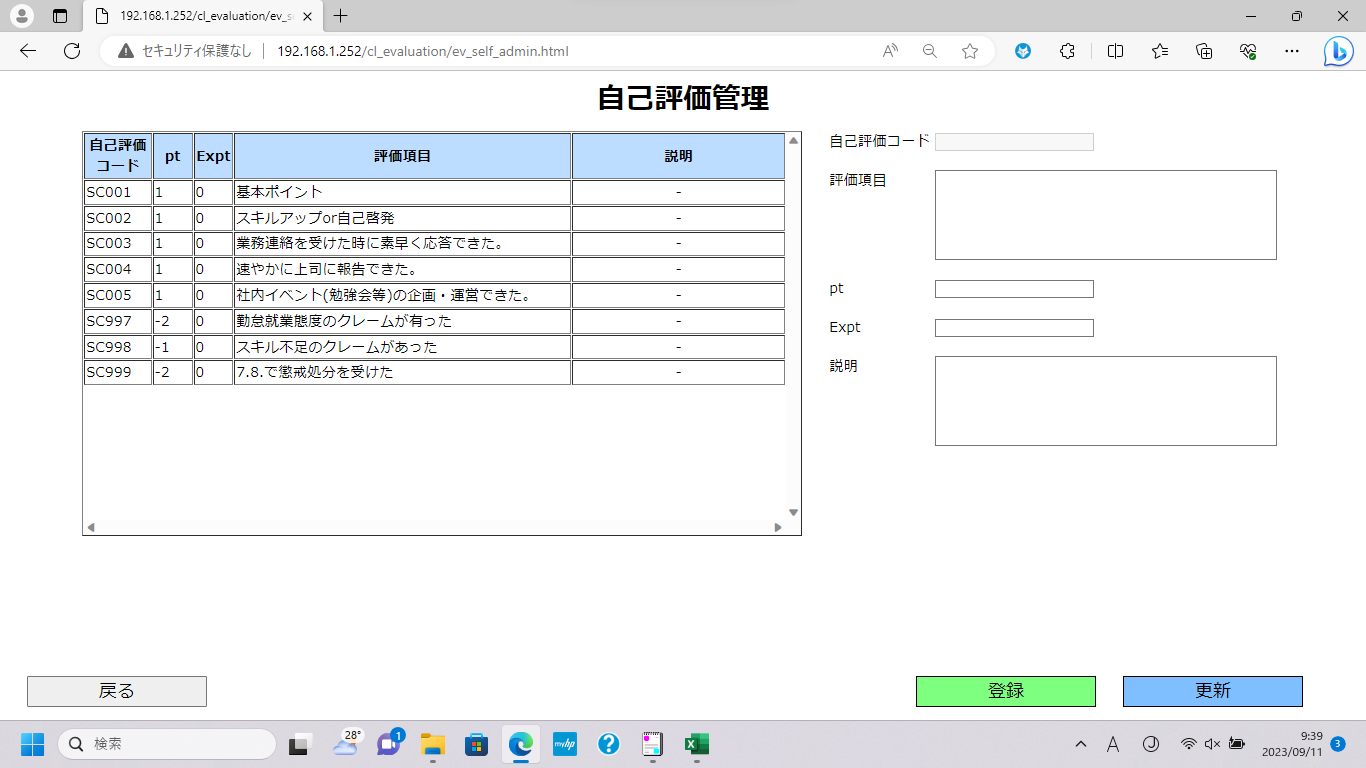 192.168.1.252/cl_evaluation/ev_s
セキュリティ保護なし 192.168.1.252/cl_evaluation/ev_self_admin.html
自己評価管理
自己評価コード pt Expt 評価項目 説明
SC001 1 0 基本ポイント -
SC002 1 0 スキルアップor自己啓発 -
SC003 1 0 業務連絡を受けた時に素早く応答できた。 -
SC004 1 0 速やかに上司に報告できた。 -
SC005 1 0 社内イベント(勉強会等)の企画・運営できた。 -
SC997 -2 0 勤怠就業態度のクレームが有った -
SC998 -1 0 スキル不足のクレームがあった -
SC999 -2 0 7.8.で懲戒処分を受けた -
自己評価コード
評価項目
pt
Expt
説明
戻る 登録 更新
検索 28° 1 myhp ? A J 9:39
2023/09/11 3